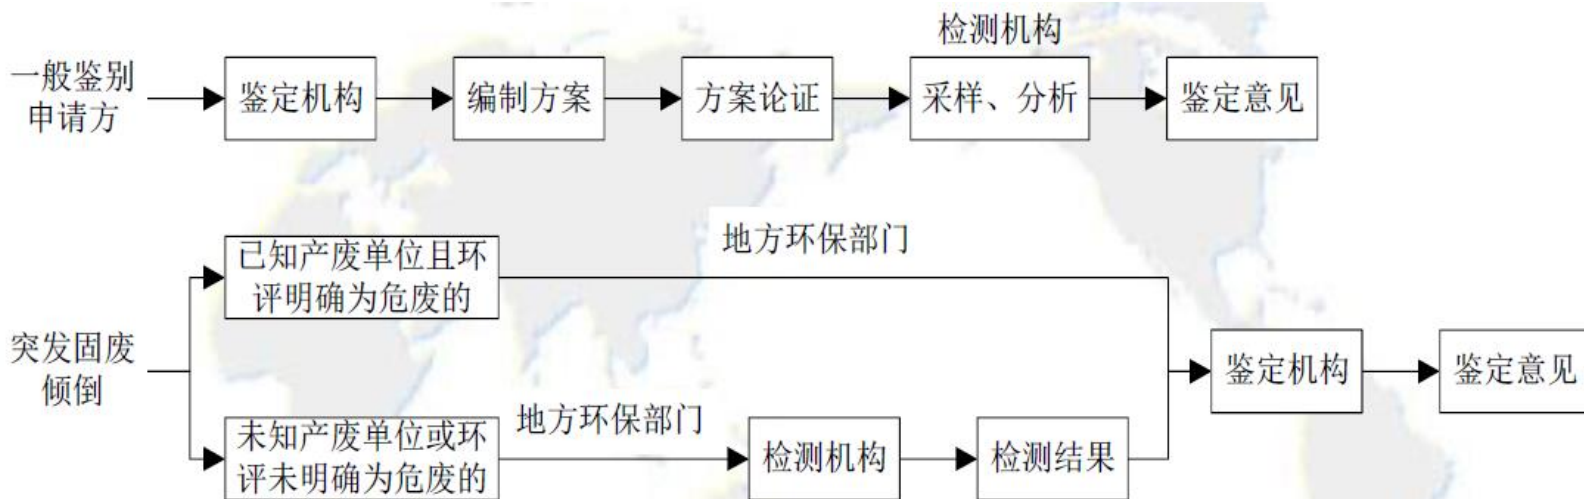 检测机构
一般鉴别
申请方
鉴定机构
编制方案
方案论证
采样、分析
鉴定意见
地方环保部门
已知产废单位且环
评明确为危废的
突发固废
倾倒
鉴定机构
鉴定意见
地方环保部门
未知产废单位或环
评未明确为危废的
检测机构
检测结果